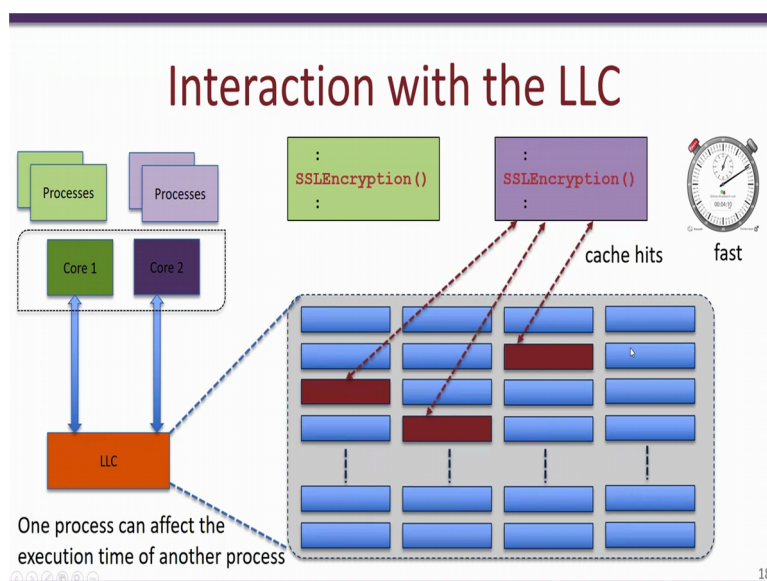 Interaction with the LLC
Processes
Processes
Core 1
Core 2
LLC
One process can affect the
execution time of another process
:
SSLEncryption()
:
:
SSLEncryption()
:
cache hits
fast
18